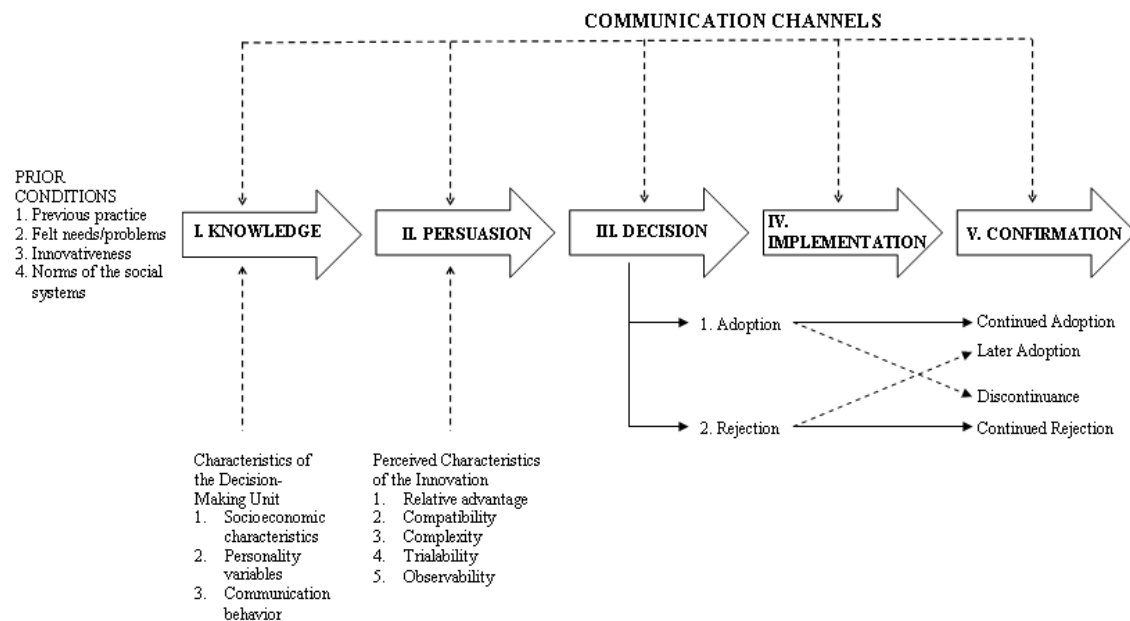 COMMUNICATION CHANNELS
PRIOR
CONDITIONS
1. Previous practice
2. Felt needs/problems
3. Innovativeness
4. Norms of the social
systems
I. KNOWLEDGE
II. PERSUASION
III. DECISION
IV.
IMPLEMENTATION
V. CONFIRMATION
1. Adoption
2. Rejection
Continued Adoption
Later Adoption
Discontinuance
Continued Rejection
Characteristics of
the Decision-
Making Unit
1. Socioeconomic
characteristics
2. Personality
variables
3. Communication
behavior
Perceived Characteristics
of the Innovation
1. Relative advantage
2. Compatibility
3. Complexity
4. Trialability
5. Observability